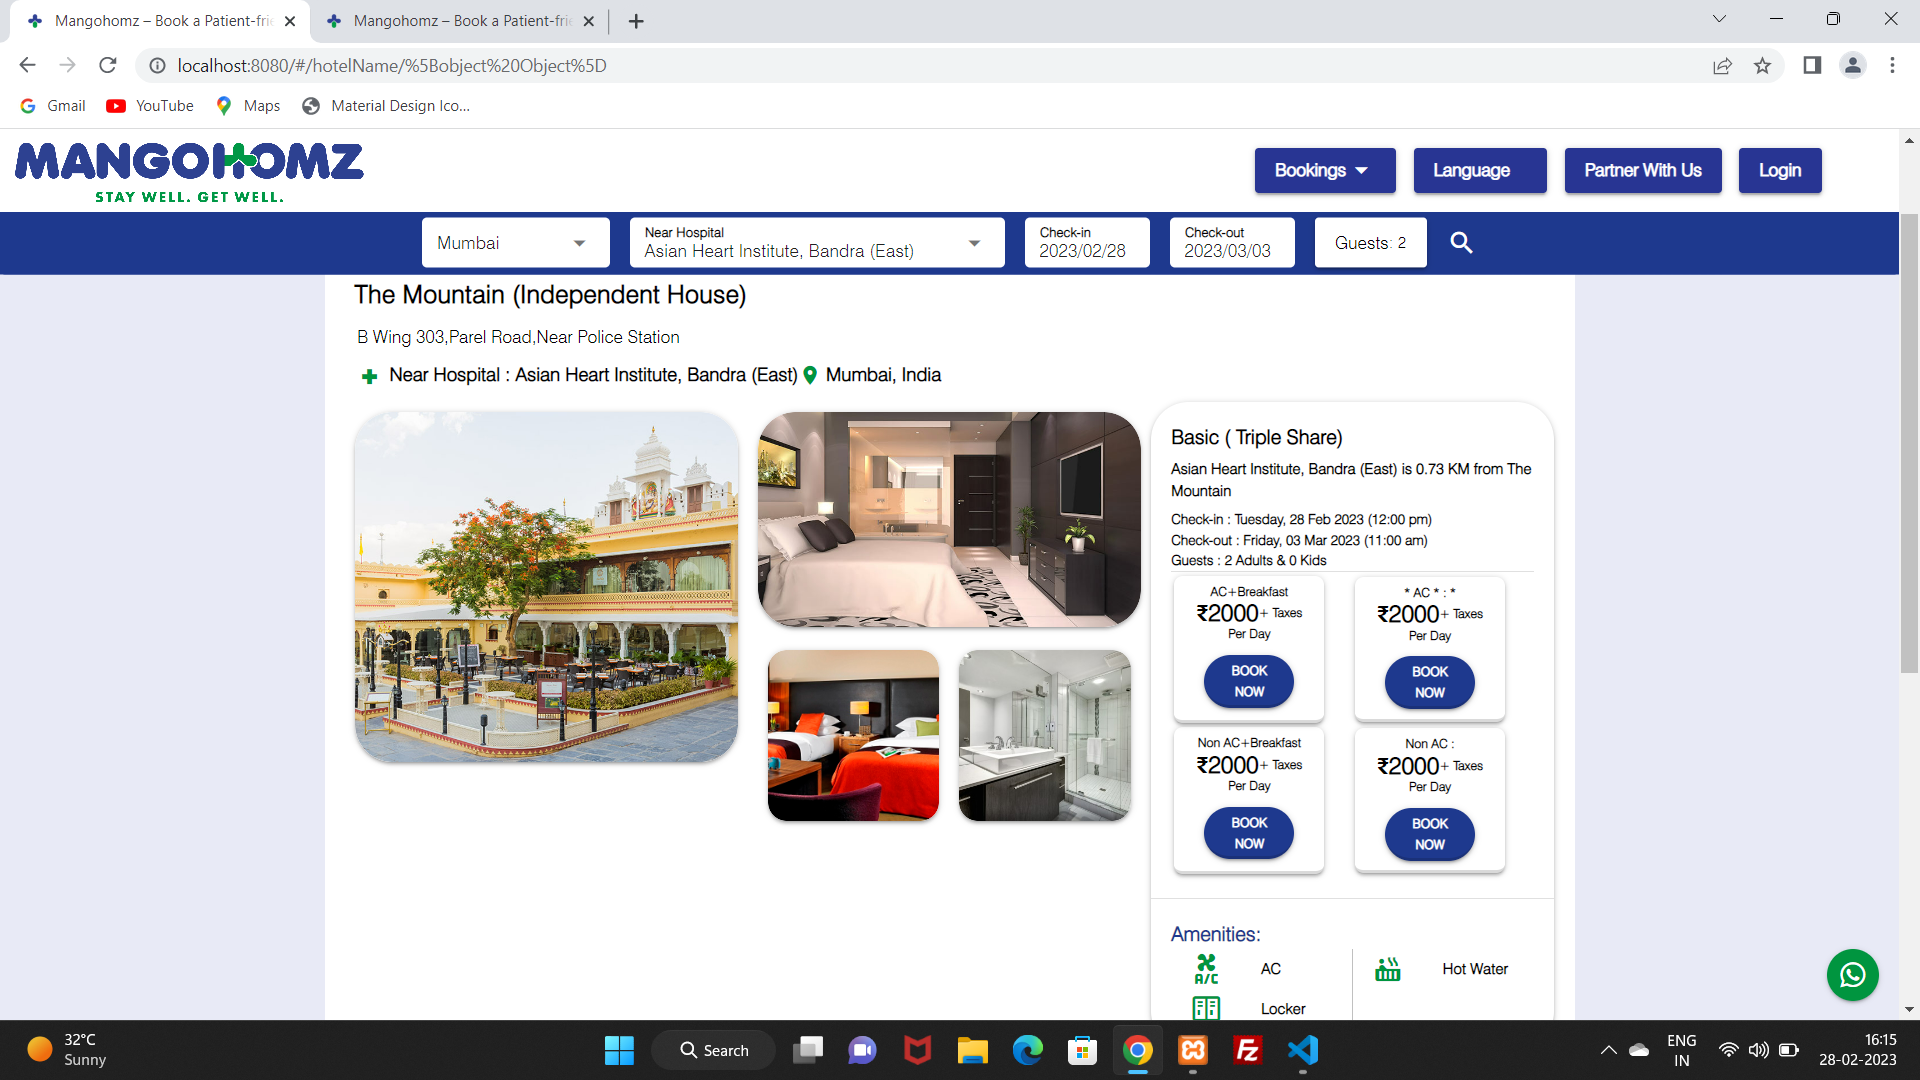 Mangohomz – Book a Patient-frie
Mangohomz – Book a Patient-frie
localhost:8080/#/hotelName/%5Bobject%20Object%5D
Gmail
YouTube
Maps
Material Design Ico...
MANGOHOMZ
STAY WELL. GET WELL.
Bookings
Language
Partner With Us
Login
Mumbai
Near Hospital
Asian Heart Institute, Bandra (East)
Check-in
2023/02/28
Check-out
2023/03/03
Guests: 2
The Mountain (Independent House)
B Wing 303,Parel Road,Near Police Station
Near Hospital : Asian Heart Institute, Bandra (East)
Mumbai, India
Basic ( Triple Share)
Asian Heart Institute, Bandra (East) is 0.73 KM from The
Mountain
Check-in : Tuesday, 28 Feb 2023 (12:00 pm)
Check-out : Friday, 03 Mar 2023 (11:00 am)
Guests : 2 Adults & 0 Kids
AC+Breakfast
₹2000+ Taxes
Per Day
BOOK
NOW
* AC * : *
₹2000+ Taxes
Per Day
BOOK
NOW
Non AC+Breakfast
₹2000+ Taxes
Per Day
BOOK
NOW
Non AC :
₹2000+ Taxes
Per Day
BOOK
NOW
Amenities:
A/C
AC
Hot Water
Locker
32°C
Sunny
Search
Fz
ENG
IN
16:15
28-02-2023